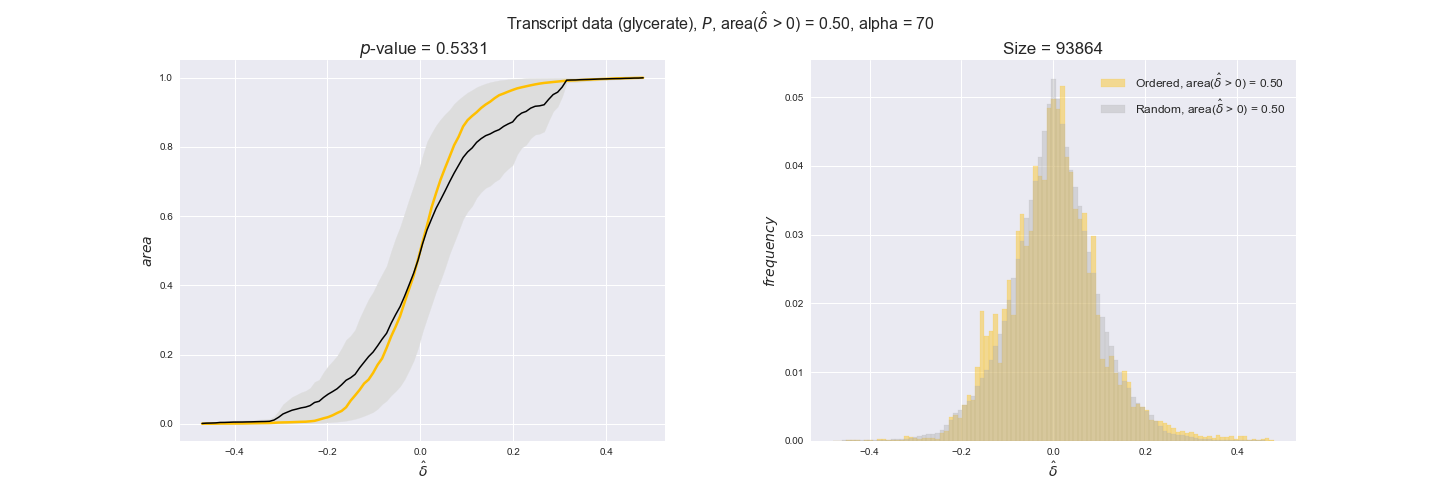 Transcript data (glycerate), P, area(δ̂ > 0) = 0.50, alpha = 70
p-value = 0.5331
1.0
0.8
0.6
0.4
0.2
0.0
area
−0.4 −0.2 0.0 0.2 0.4
δ̂
Size = 93864
Ordered, area(δ̂ > 0) = 0.50
Random, area(δ̂ > 0) = 0.50
0.05
0.04
0.03
0.02
0.01
0.00
frequency
−0.4 −0.2 0.0 0.2 0.4
δ̂